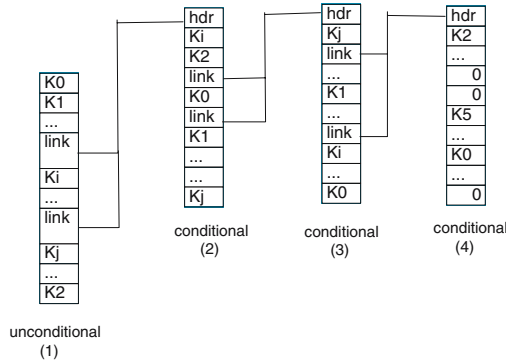 K0
K1
...
link
Ki
...
link
Kj
...
K2
unconditional
(1)
hdr
Ki
K2
link
K0
link
K1
...
...
Kj
conditional
(2)
hdr
Kj
link
...
K1
...
link
Ki
...
K0
conditional
(3)
hdr
K2
...
0
0
K5
...
K0
...
0
conditional
(4)